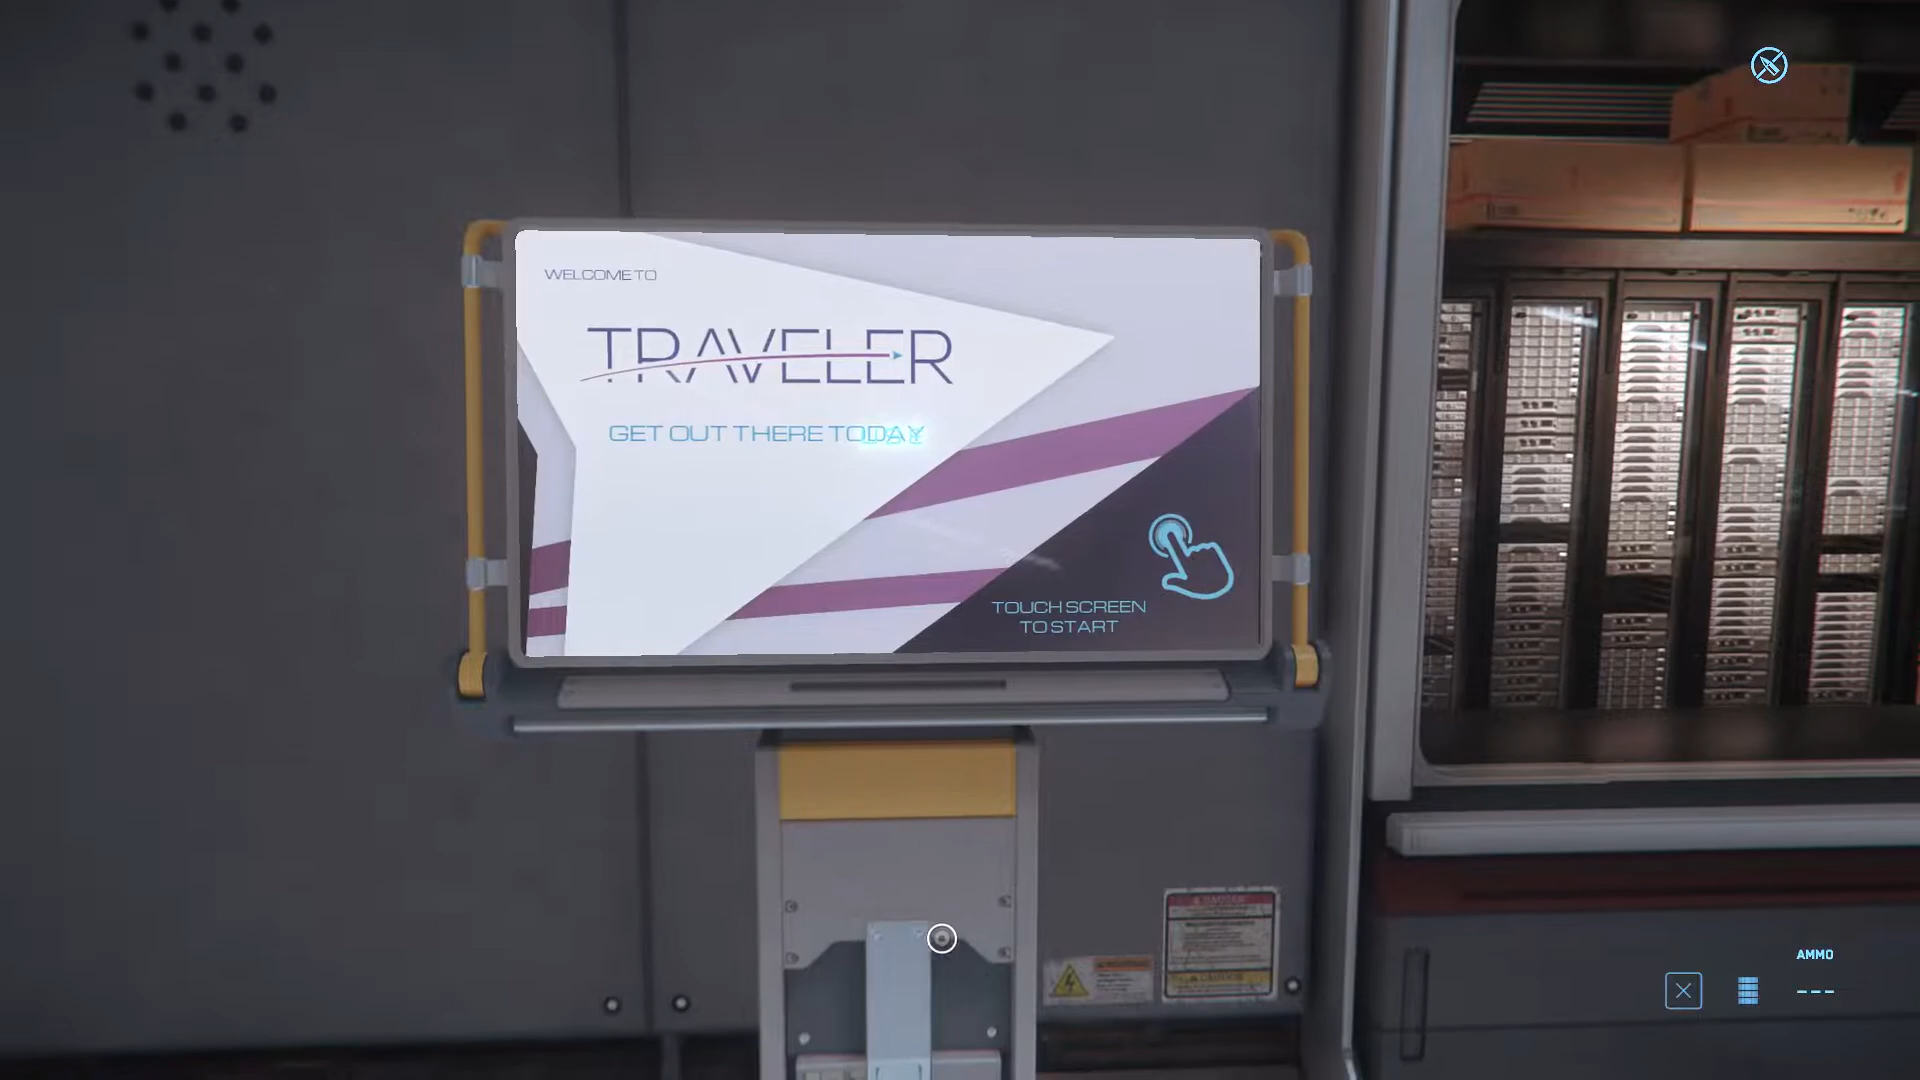 WELCOME TO
TRAVELER
GET OUT THERE TODAY
TOUCH SCREEN
TO START
AMMO
---